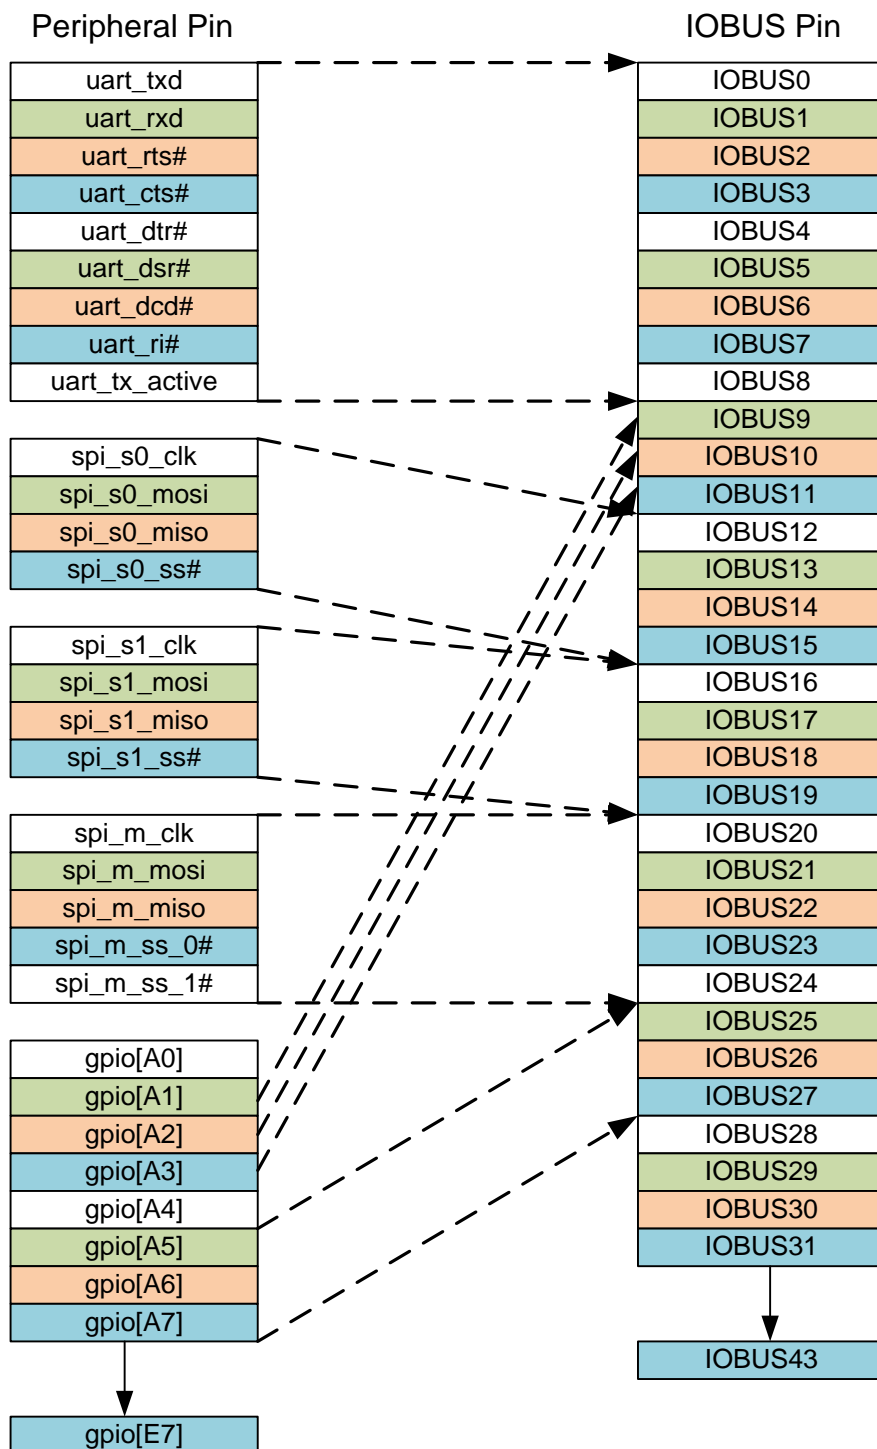 Peripheral Pin
uart_txd
uart_rxd
uart_rts#
uart_cts#
uart_dtr#
uart_dsr#
uart_dcd#
uart_ri#
uart_tx_active
spi_s0_clk
spi_s0_mosi
spi_s0_miso
spi_s0_ss#
spi_s1_clk
spi_s1_mosi
spi_s1_miso
spi_s1_ss#
spi_m_clk
spi_m_mosi
spi_m_miso
spi_m_ss_0#
spi_m_ss_1#
gpio[A0]
gpio[A1]
gpio[A2]
gpio[A3]
gpio[A4]
gpio[A5]
gpio[A6]
gpio[A7]
gpio[E7]
IOBUS Pin
IOBUS0
IOBUS1
IOBUS2
IOBUS3
IOBUS4
IOBUS5
IOBUS6
IOBUS7
IOBUS8
IOBUS9
IOBUS10
IOBUS11
IOBUS12
IOBUS13
IOBUS14
IOBUS15
IOBUS16
IOBUS17
IOBUS18
IOBUS19
IOBUS20
IOBUS21
IOBUS22
IOBUS23
IOBUS24
IOBUS25
IOBUS26
IOBUS27
IOBUS28
IOBUS29
IOBUS30
IOBUS31
IOBUS43